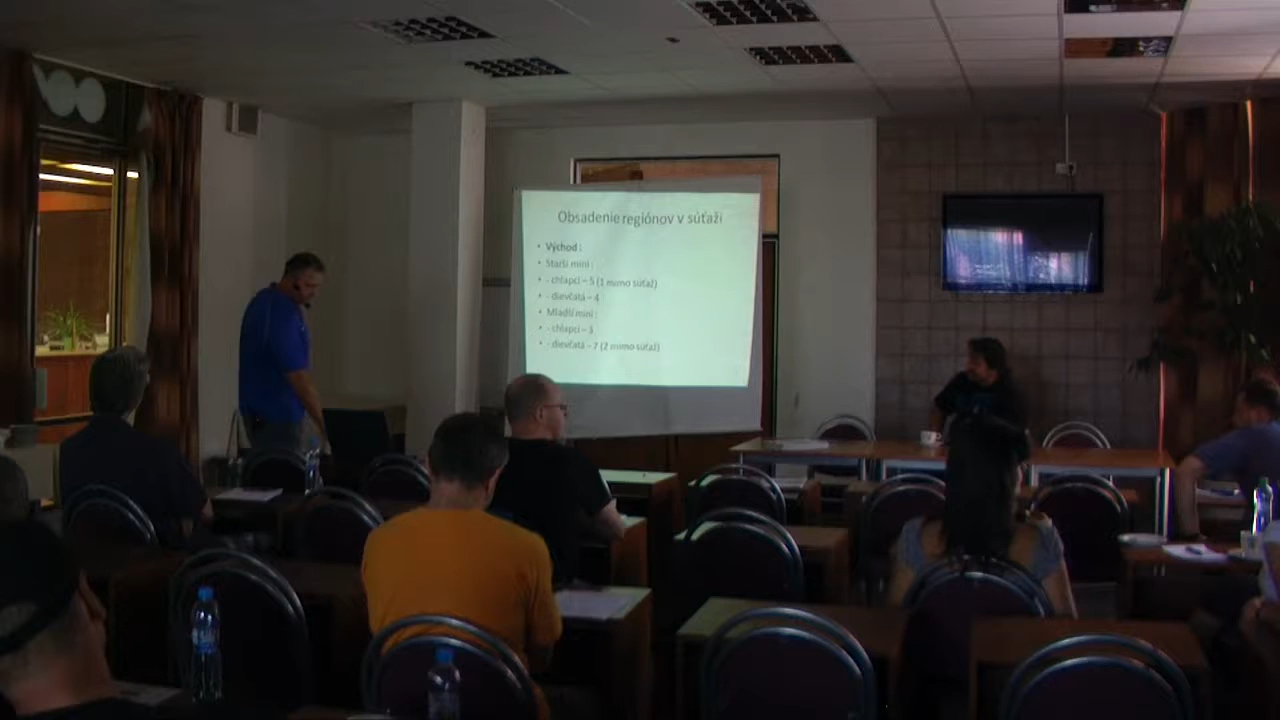 Obsadenie regiónov v súťaži
• Východ :
• Starší mini :
• - chlapci – 5 (1 mimo súťaž)
• - dievčatá – 4
• Mladší mini :
• - chlapci – 3
• - dievčatá – 7 (2 mimo súťaž)